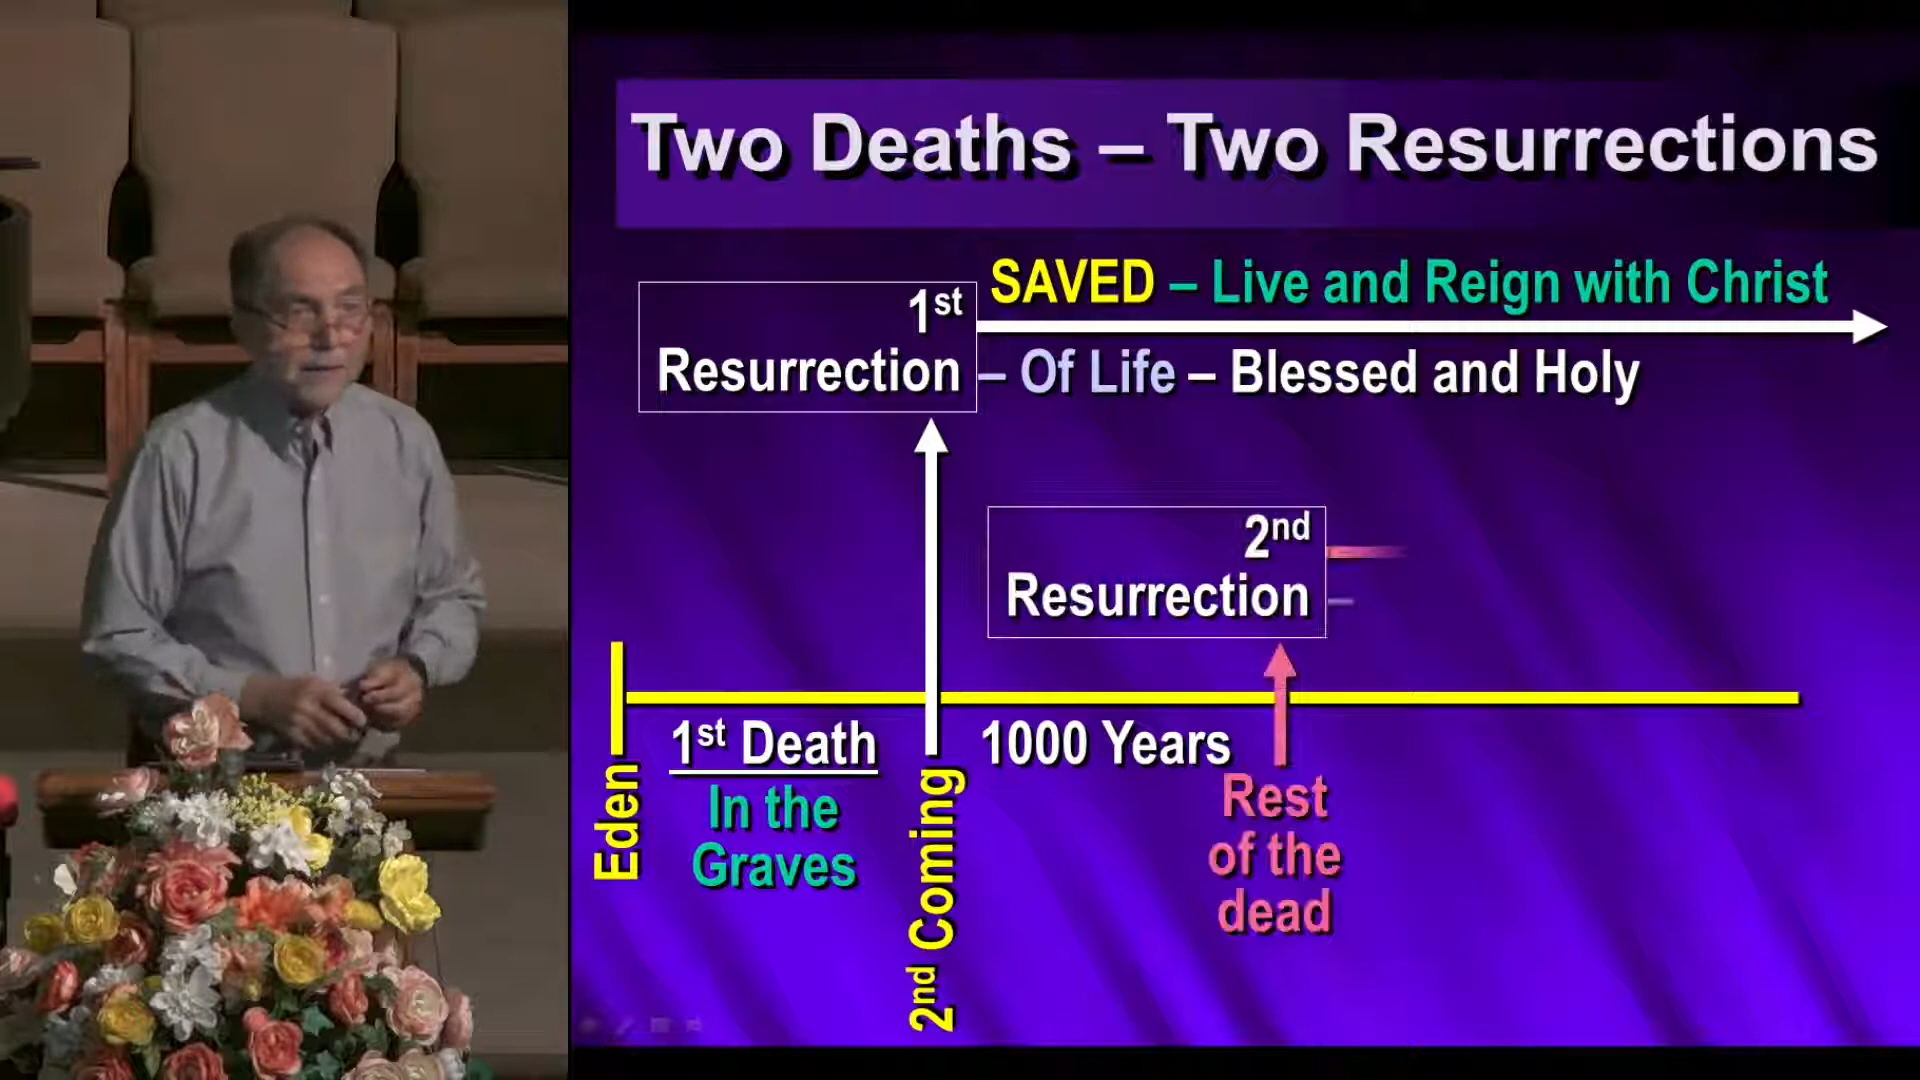 Two Deaths – Two Resurrections
SAVED – Live and Reign with Christ
1st
Resurrection – Of Life – Blessed and Holy
2nd
Resurrection –
1st Death
In the
Graves
1000 Years
Rest
of the
dead
Eden
2nd Coming